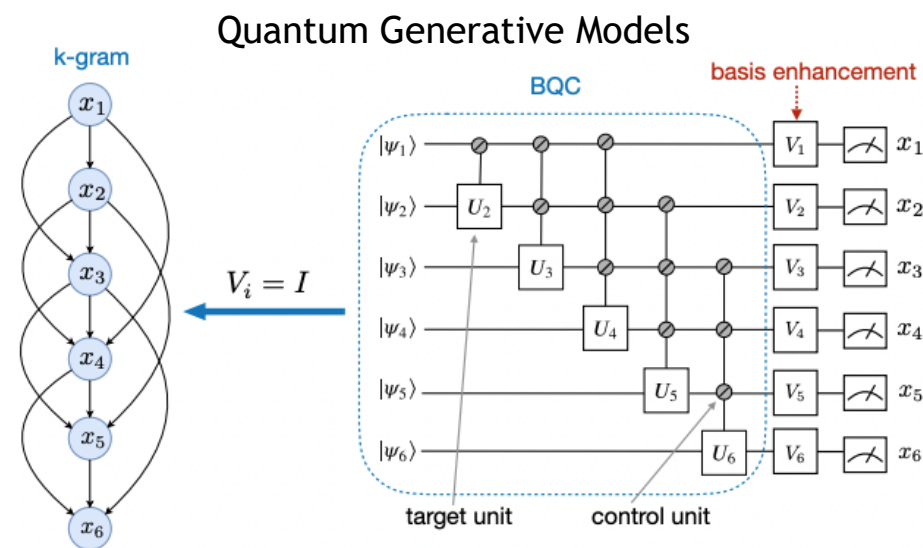 Quantum Generative Models
k-gram
x₁
x₂
x₃
x₄
x₅
x₆
Vᵢ = I
BQC
basis enhancement
|ψ₁⟩ V₁ x₁
|ψ₂⟩ U₂ V₂ x₂
|ψ₃⟩ U₃ V₃ x₃
|ψ₄⟩ U₄ V₄ x₄
|ψ₅⟩ U₅ V₅ x₅
|ψ₆⟩ U₆ V₆ x₆
target unit
control unit